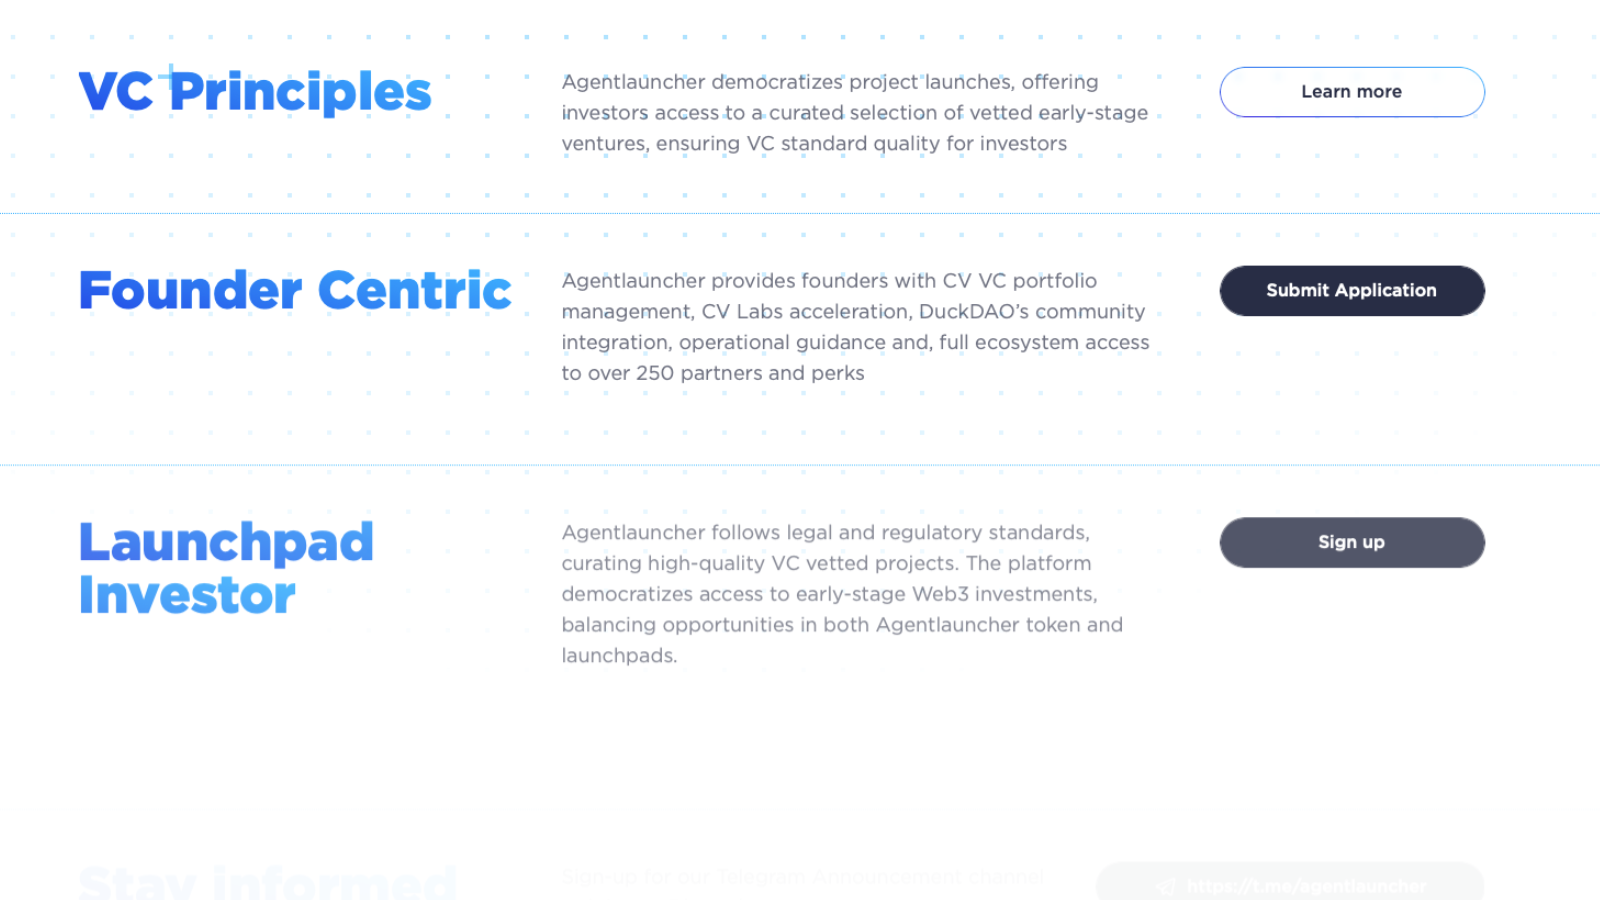 VC Principles
Agentlauncher democratizes project launches, offering
investors access to a curated selection of vetted early-stage
ventures, ensuring VC standard quality for investors
Learn more
Founder Centric
Agentlauncher provides founders with CV VC portfolio
management, CV Labs acceleration, DuckDAO’s community
integration, operational guidance and, full ecosystem access
to over 250 partners and perks
Submit Application
Launchpad
Investor
Agentlauncher follows legal and regulatory standards,
curating high-quality VC vetted projects. The platform
democratizes access to early-stage Web3 investments,
balancing opportunities in both Agentlauncher token and
launchpads.
Sign up
Stay informed
Sign-up for our Telegram Announcement channel
https://t.me/agentlauncher